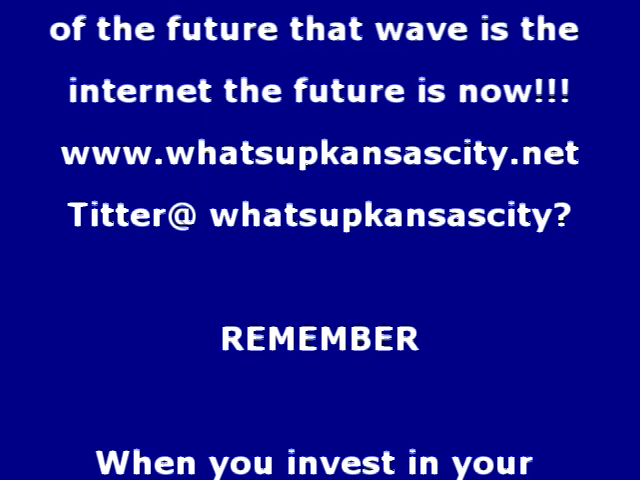 of the future that wave is the
internet the future is now!!!
www.whatsupkansascity.net
Titter@ whatsupkansascity?
REMEMBER
When you invest in your